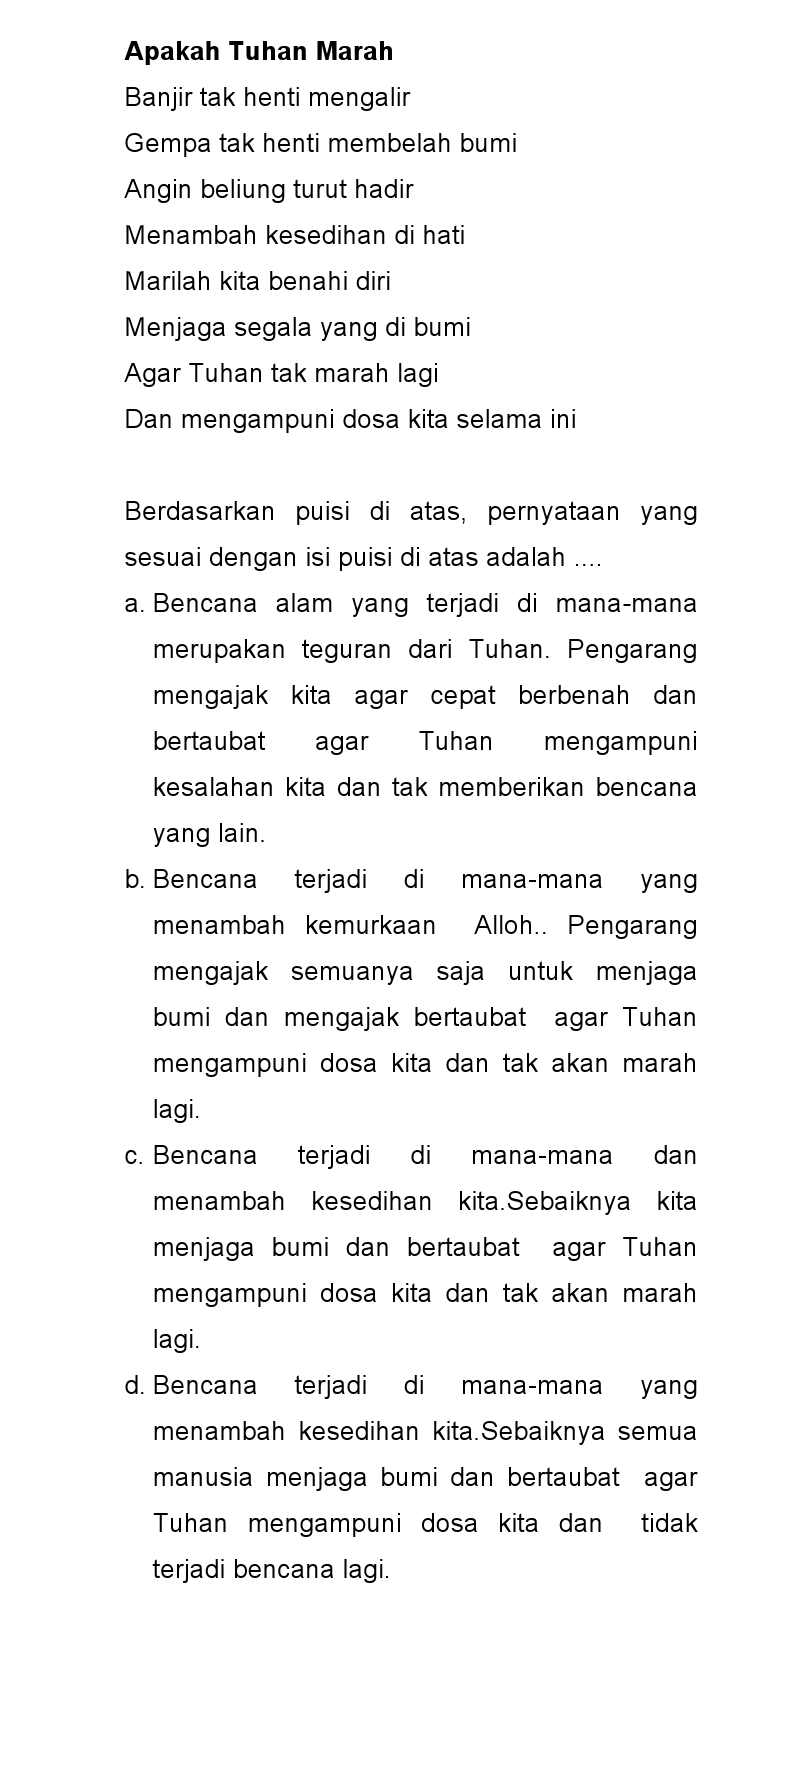 Apakah Tuhan Marah
Banjir tak henti mengalir
Gempa tak henti membelah bumi
Angin beliung turut hadir
Menambah kesedihan di hati
Marilah kita benahi diri
Menjaga segala yang di bumi
Agar Tuhan tak marah lagi
Dan mengampuni dosa kita selama ini
Berdasarkan puisi di atas, pernyataan yang
sesuai dengan isi puisi di atas adalah ....
a. Bencana alam yang terjadi di mana-mana
merupakan teguran dari Tuhan. Pengarang
mengajak kita agar cepat berbenah dan
bertaubat agar Tuhan mengampuni
kesalahan kita dan tak memberikan bencana
yang lain.
b. Bencana terjadi di mana-mana yang
menambah kemurkaan Alloh.. Pengarang
mengajak semuanya saja untuk menjaga
bumi dan mengajak bertaubat agar Tuhan
mengampuni dosa kita dan tak akan marah
lagi.
c. Bencana terjadi di mana-mana dan
menambah kesedihan kita.Sebaiknya kita
menjaga bumi dan bertaubat agar Tuhan
mengampuni dosa kita dan tak akan marah
lagi.
d. Bencana terjadi di mana-mana yang
menambah kesedihan kita.Sebaiknya semua
manusia menjaga bumi dan bertaubat agar
Tuhan mengampuni dosa kita dan tidak
terjadi bencana lagi.